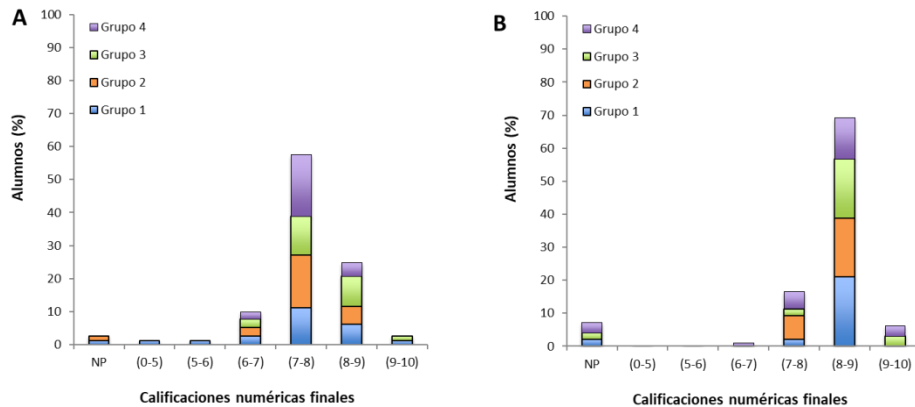 A
Grupo 4
Grupo 3
Grupo 2
Grupo 1
Alumnos (%)
100
90
80
70
60
50
40
30
20
10
0
NP (0-5) (5-6) (6-7) (7-8) (8-9) (9-10)
Calificaciones numéricas finales
B
Grupo 4
Grupo 3
Grupo 2
Grupo 1
Alumnos (%)
100
90
80
70
60
50
40
30
20
10
0
NP (0-5) (5-6) (6-7) (7-8) (8-9) (9-10)
Calificaciones numéricas finales